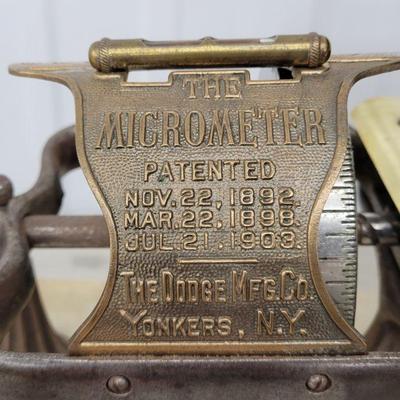 THE
MICROMETER
PATENTED
NOV. 22, 1892.
MAR. 22, 1898.
JUL. 21, 1903.
THE DODGE MFG. CO.
YONKERS, N.Y.